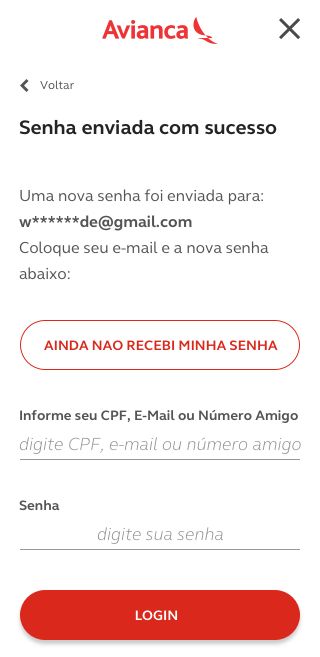 Avianca
Voltar
Senha enviada com sucesso
Uma nova senha foi enviada para:
w******de@gmail.com
Coloque seu e-mail e a nova senha
abaixo:
AINDA NAO RECEBI MINHA SENHA
Informe seu CPF, E-Mail ou Número Amigo
digite CPF, e-mail ou número amigo
Senha
digite sua senha
LOGIN